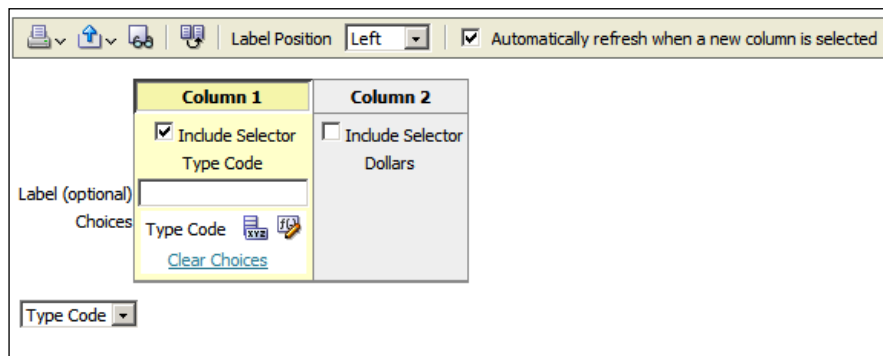 Label Position Left Automatically refresh when a new column is selected
Column 1 Column 2
Include Selector Include Selector
Type Code Dollars
Label (optional)
Choices Type Code XYZ f()
Clear Choices
Type Code